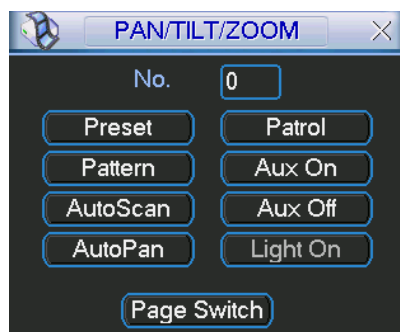 PAN/TILT/ZOOM
No. 0
Preset Patrol
Pattern Aux On
AutoScan Aux Off
AutoPan Light On
Page Switch